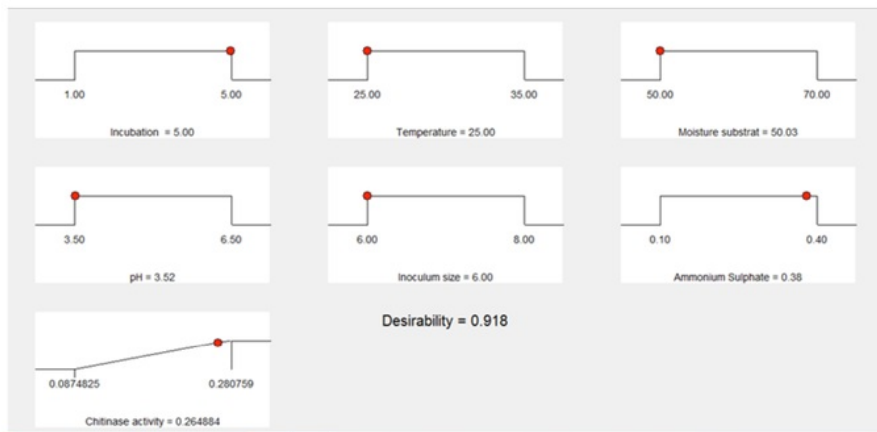 1.00 5.00
Incubation = 5.00
25.00 35.00
Temperature = 25.00
50.00 70.00
Moisture substrat = 50.03
3.50 6.50
pH = 3.52
6.00 8.00
Inoculum size = 6.00
0.10 0.40
Ammonium Sulphate = 0.38
0.0874825 0.280759
Chitinase activity = 0.264884
Desirability = 0.918